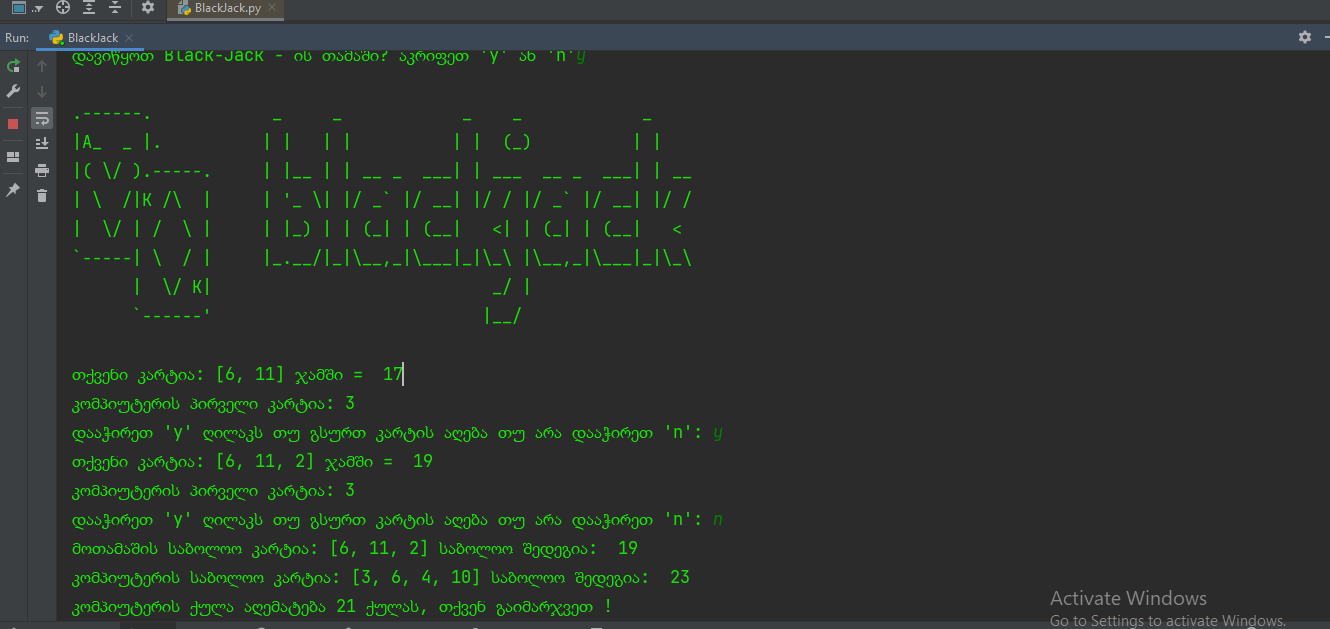 BlackJack.py
Run: BlackJack
დავიწყოთ Black-Jack - ის თამაში? აკრიფეთ 'y' ან 'n'y
.------.            _     _            _    _            _
|A_  _ |.          | |   | |          | |  (_)          | |
|( \/ ).-----.     | |__ | | __ _  ___| | ___  __ _  ___| | __
| \  /|K /\  |     | '_ \| |/ _` |/ __| |/ / |/ _` |/ __| |/ /
|  \/ | /  \ |     | |_) | | (_| | (__|   <| | (_| | (__|   <
`-----| \  / |     |_.__/|_|\__,_|\___|_|\_\ |\__,_|\___|_|\_\
      |  \/ K|                            _/ |
      `------'                           |__/
თქვენი კარტია: [6, 11] ჯამში =  17
კომპიუტერის პირველი კარტია: 3
დააჭირეთ 'y' ღილაკს თუ გსურთ კარტის აღება თუ არა დააჭირეთ 'n': y
თქვენი კარტია: [6, 11, 2] ჯამში =  19
კომპიუტერის პირველი კარტია: 3
დააჭირეთ 'y' ღილაკს თუ გსურთ კარტის აღება თუ არა დააჭირეთ 'n': n
მოთამაშის საბოლოო კარტია: [6, 11, 2] საბოლოო შედეგია:  19
კომპიუტერის საბოლოო კარტია: [3, 6, 4, 10] საბოლოო შედეგია:  23
კომპიუტერის ქულა აღემატება 21 ქულას, თქვენ გაიმარჯვეთ !
Activate Windows
Go to Settings to activate Windows.